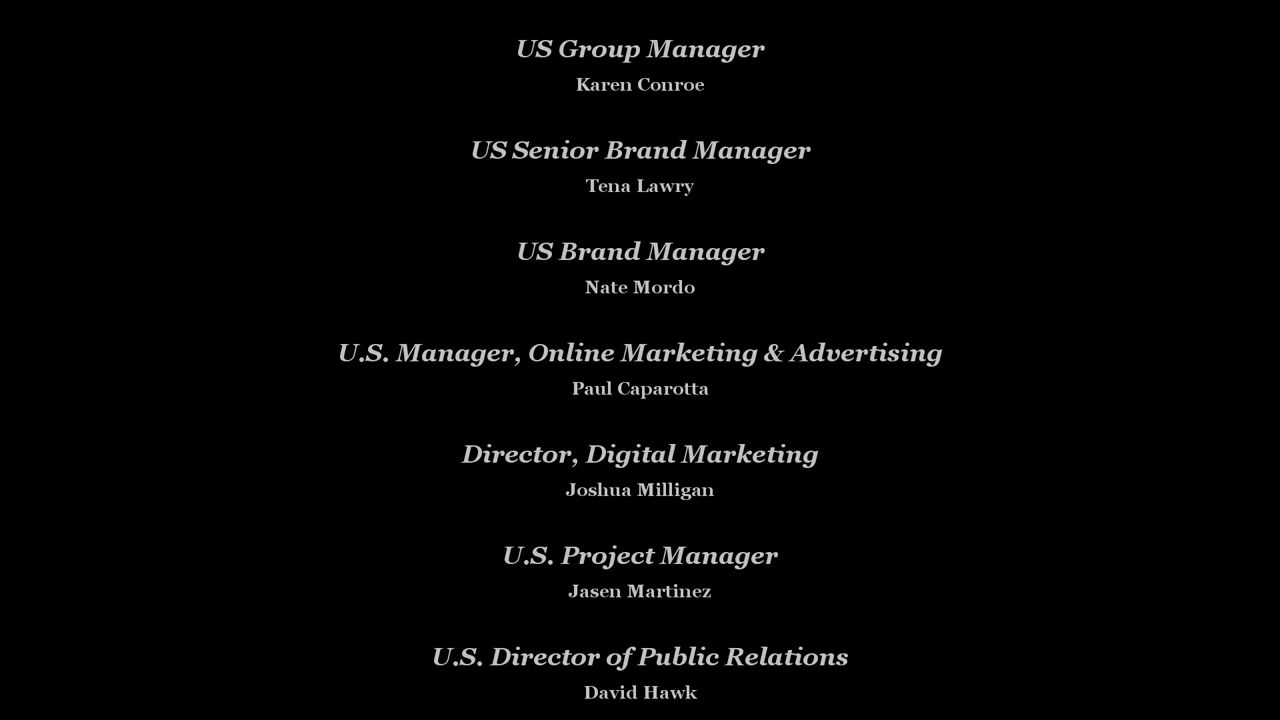 US Group Manager
Karen Conroe
US Senior Brand Manager
Tena Lawry
US Brand Manager
Nate Mordo
U.S. Manager, Online Marketing & Advertising
Paul Caparotta
Director, Digital Marketing
Joshua Milligan
U.S. Project Manager
Jasen Martinez
U.S. Director of Public Relations
David Hawk